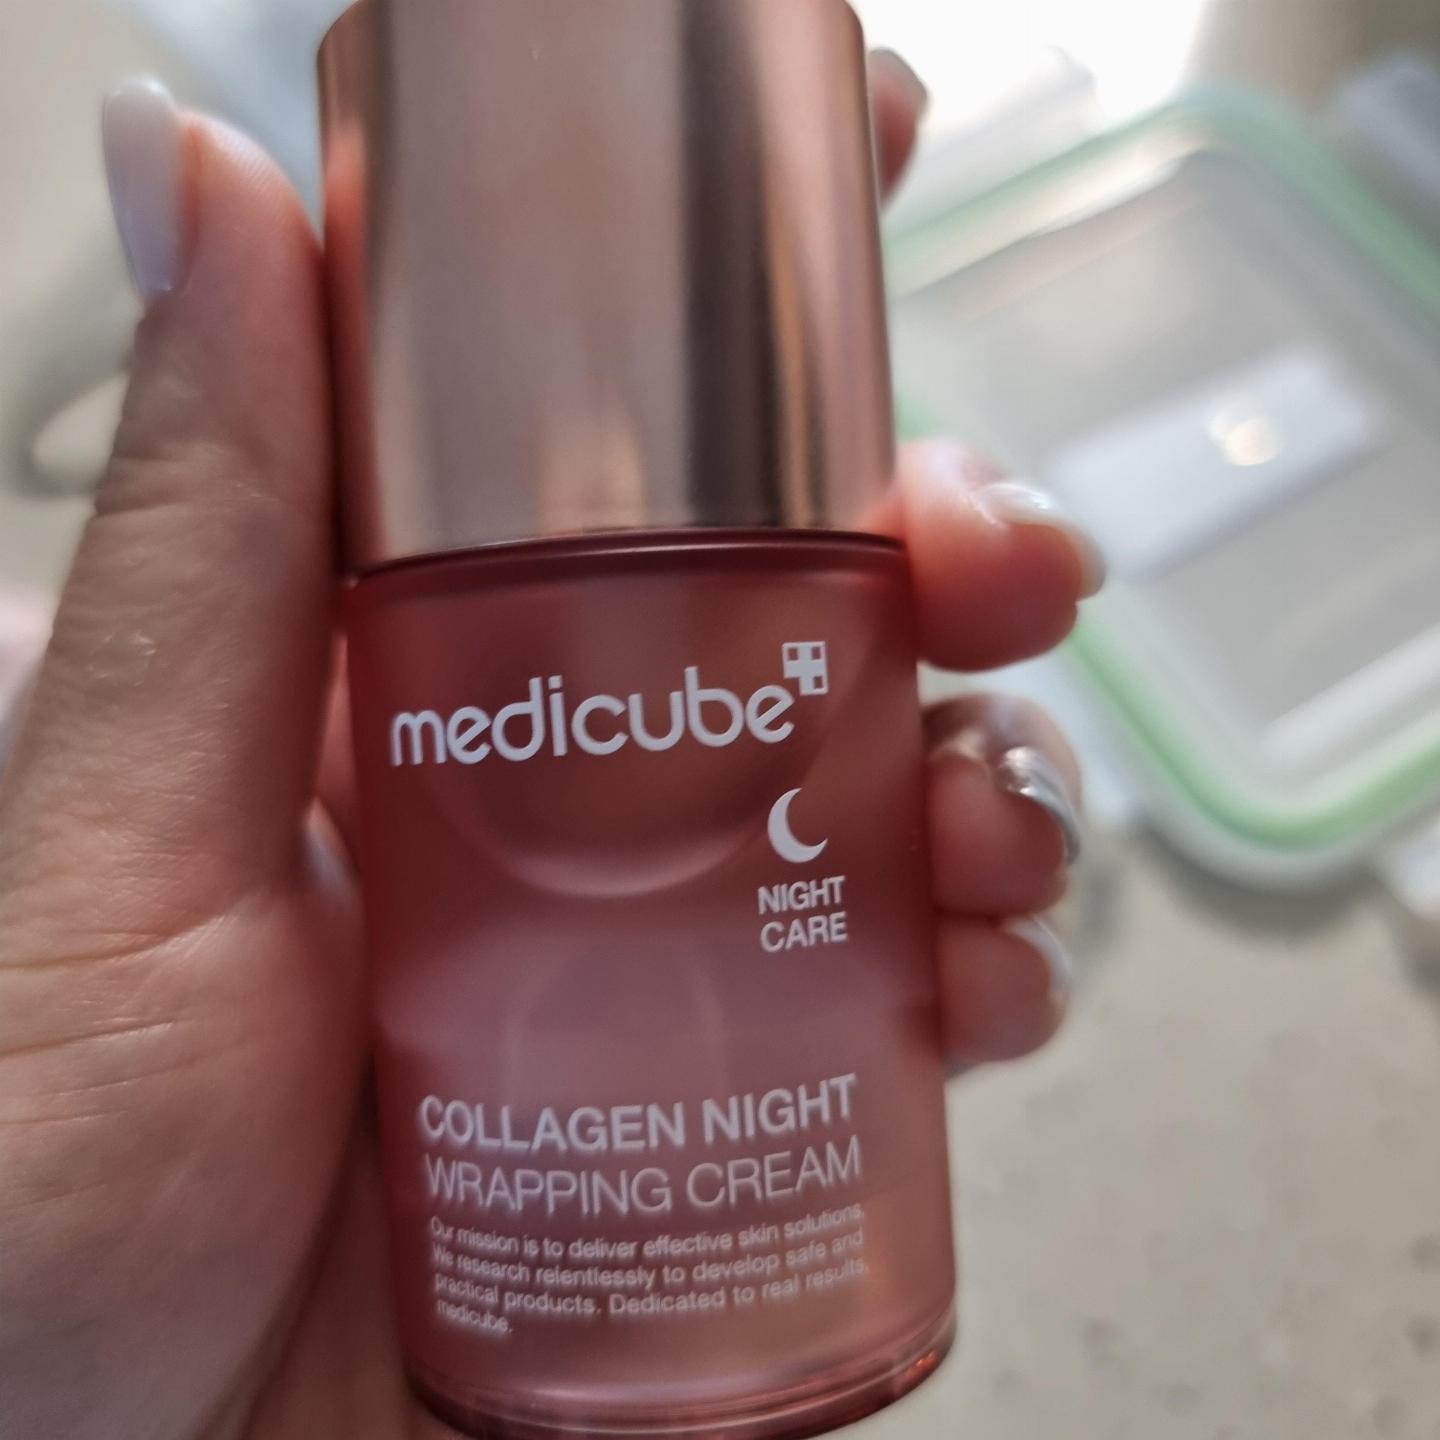 medicube
NIGHT
CARE
COLLAGEN NIGHT
WRAPPING CREAM
Our mission is to deliver effective skin solutions.
We research relentlessly to develop safe and
practical products. Dedicated to real results,
medicube.